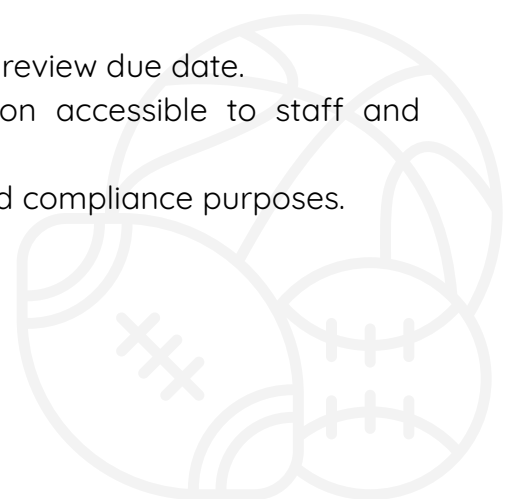 review due date.
on accessible to staff and
d compliance purposes.